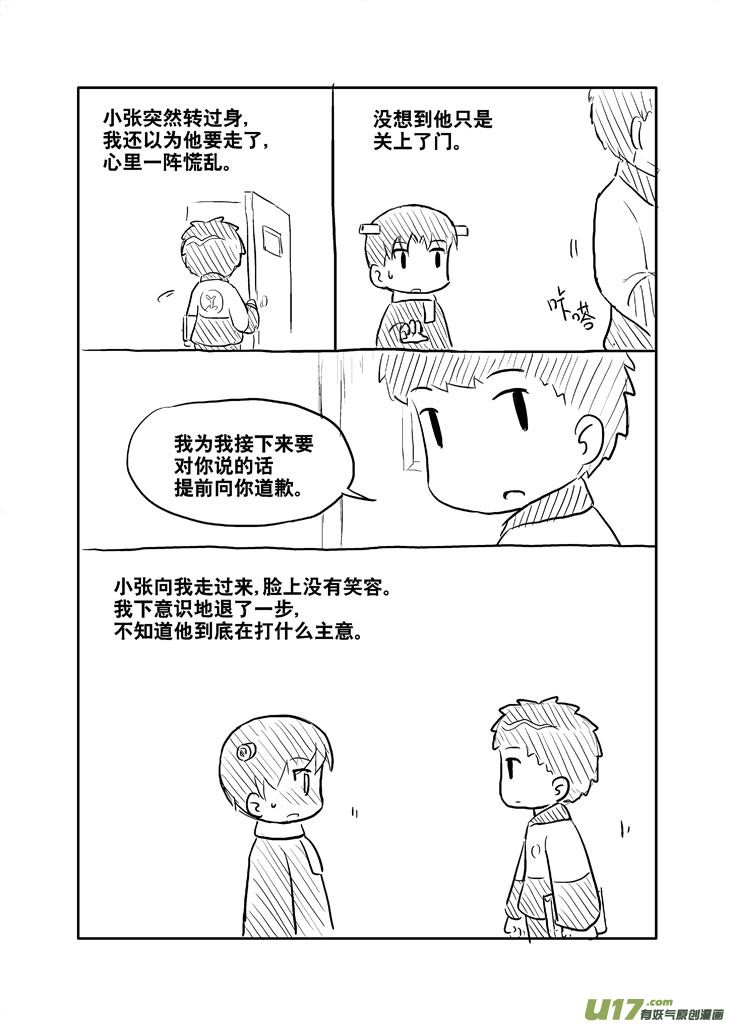 小张突然转过身，
我还以为他要走了，
心里一阵慌乱。
没想到他只是
关上了门。
咔嗒
我为我接下来要
对你说的话
提前向你道歉。
小张向我走过来，脸上没有笑容。
我下意识地退了一步，
不知道他到底在打什么主意。
U17.com
有妖气原创漫画